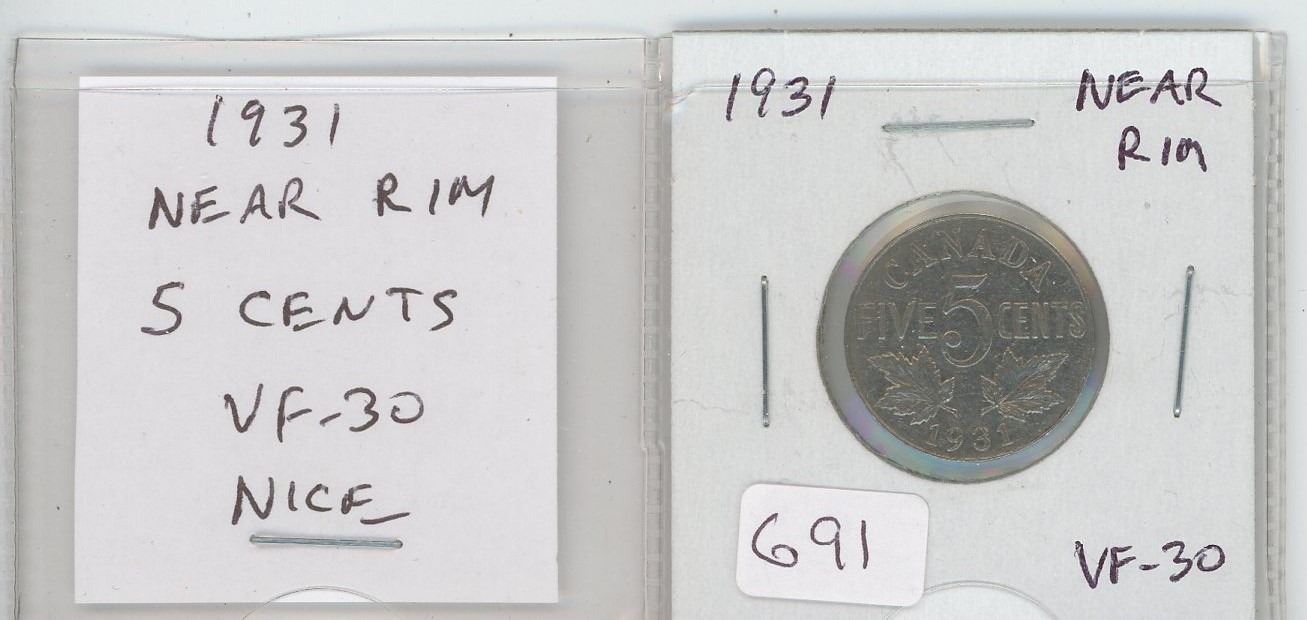 1931
NEAR RIM
5 CENTS
VF-30
NICE
1931
NEAR
RIM
CANADA
FIVE 5 CENTS
1931
691
VF-30